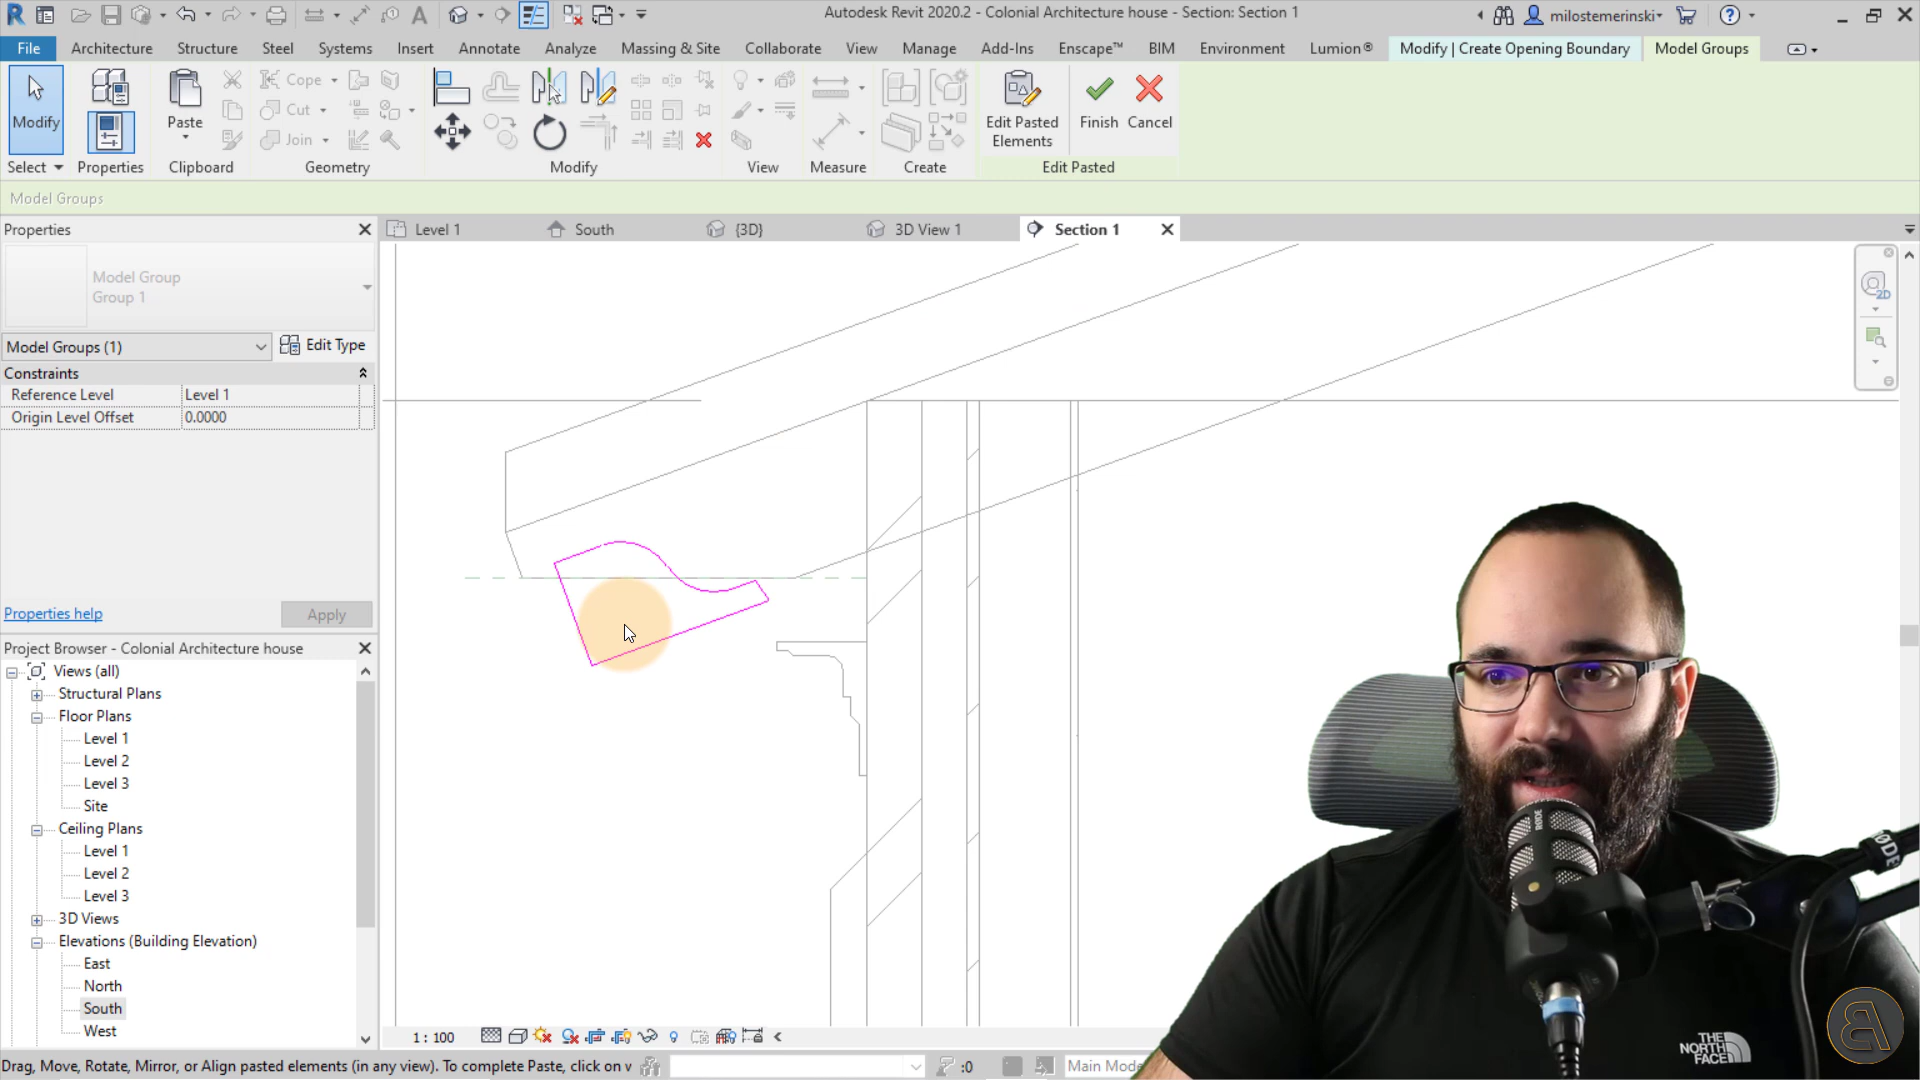 Autodesk Revit 2020.2 - Colonial Architecture house - Section: Section 1
milostemerinski
File Architecture Structure Steel Systems Insert Annotate Analyze Massing & Site Collaborate View Manage Add-Ins Enscape™ BIM Environment Lumion® Modify | Create Opening Boundary Model Groups
Modify
Paste
Cope
Cut
Join
Edit Pasted
Elements
Finish
Cancel
Select Properties Clipboard Geometry Modify View Measure Create Edit Pasted
Model Groups
Properties
Level 1 South {3D} 3D View 1 Section 1
Model Group
Group 1
2D
Model Groups (1) Edit Type
Constraints
Reference Level Level 1
Origin Level Offset 0.0000
Properties help Apply
Project Browser - Colonial Architecture house
Views (all)
Structural Plans
Floor Plans
Level 1
Level 2
Level 3
Site
Ceiling Plans
Level 1
Level 2
Level 3
3D Views
Elevations (Building Elevation)
East
North
South
West
1 : 100
Drag, Move, Rotate, Mirror, or Align pasted elements (in any view). To complete Paste, click on v
:0
Main Mode
RØDE
THE
NORTH
FACE
B